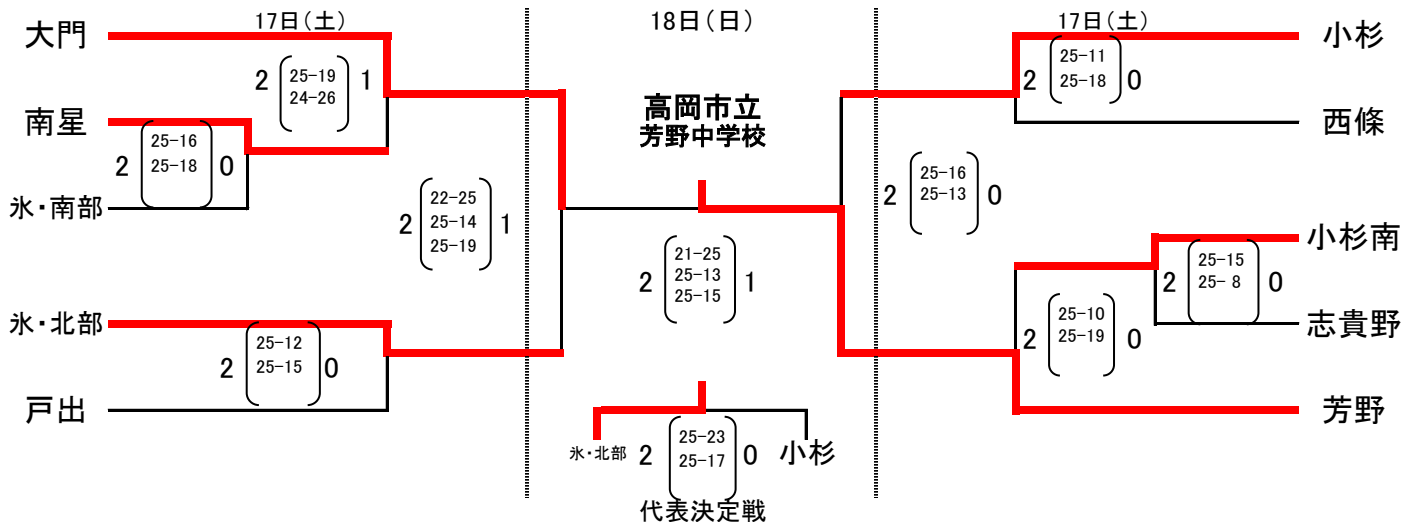 17日(土)
18日(日)
17日(土)
大門
2 25-19 1
24-26
南星
25-16
2 25-18 0
氷・南部
22-25
2 25-14 1
25-19
氷・北部
25-12
2 25-15 0
戸出
高岡市立
芳野中学校
21-25
2 25-13 1
25-15
氷・北部 2 25-23 0 小杉
25-17
代表決定戦
小杉
25-11
2 25-18 0
西條
25-16
2 25-13 0
小杉南
25-15
2 25- 8 0
志貴野
25-10
2 25-19 0
芳野